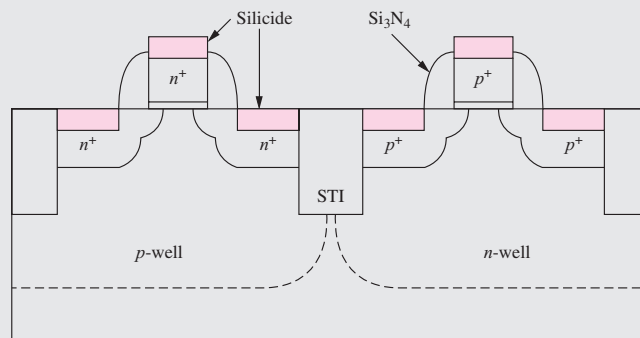 Silicide
Si₃N₄
n⁺
p⁺
n⁺
n⁺
p⁺
p⁺
STI
p-well
n-well